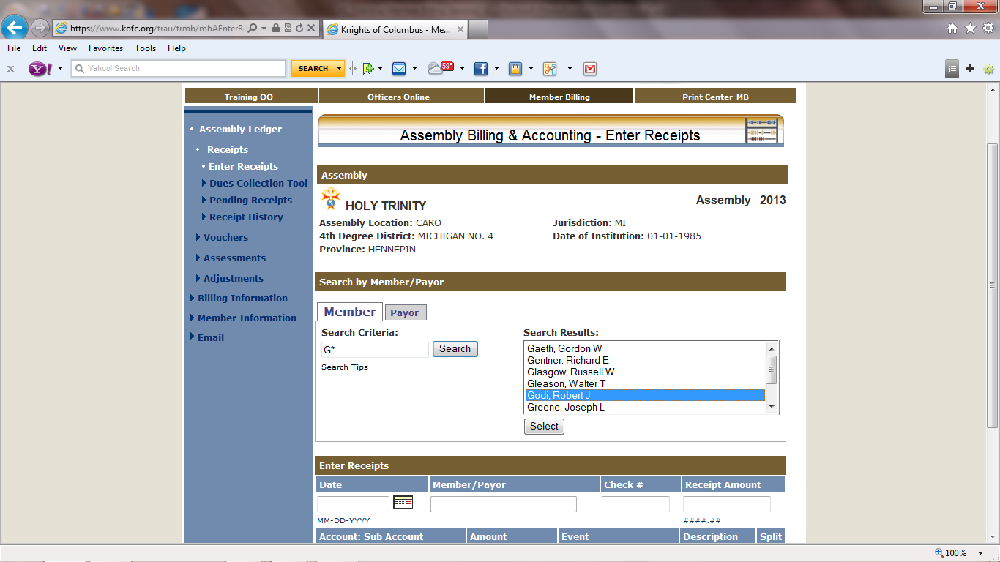 https://www.kofc.org/trau/trmb/mbAEnterR
Knights of Columbus - Me...
File Edit View Favorites Tools Help
x Y! Yahoo! Search SEARCH 59°
Training OO Officers Online Member Billing Print Center-MB
Assembly Ledger
Receipts
Enter Receipts
Dues Collection Tool
Pending Receipts
Receipt History
Vouchers
Assessments
Adjustments
Billing Information
Member Information
Email
Assembly Billing & Accounting - Enter Receipts
Assembly
HOLY TRINITY Assembly 2013
Assembly Location: CARO Jurisdiction: MI
4th Degree District: MICHIGAN NO. 4 Date of Institution: 01-01-1985
Province: HENNEPIN
Search by Member/Payor
Member Payor
Search Criteria:
G* Search
Search Tips
Search Results:
Gaeth, Gordon W
Gentner, Richard E
Glasgow, Russell W
Gleason, Walter T
Godi, Robert J
Greene, Joseph L
Select
Enter Receipts
Date Member/Payor Check # Receipt Amount
MM-DD-YYYY ####.##
Account: Sub Account Amount Event Description Split
100%